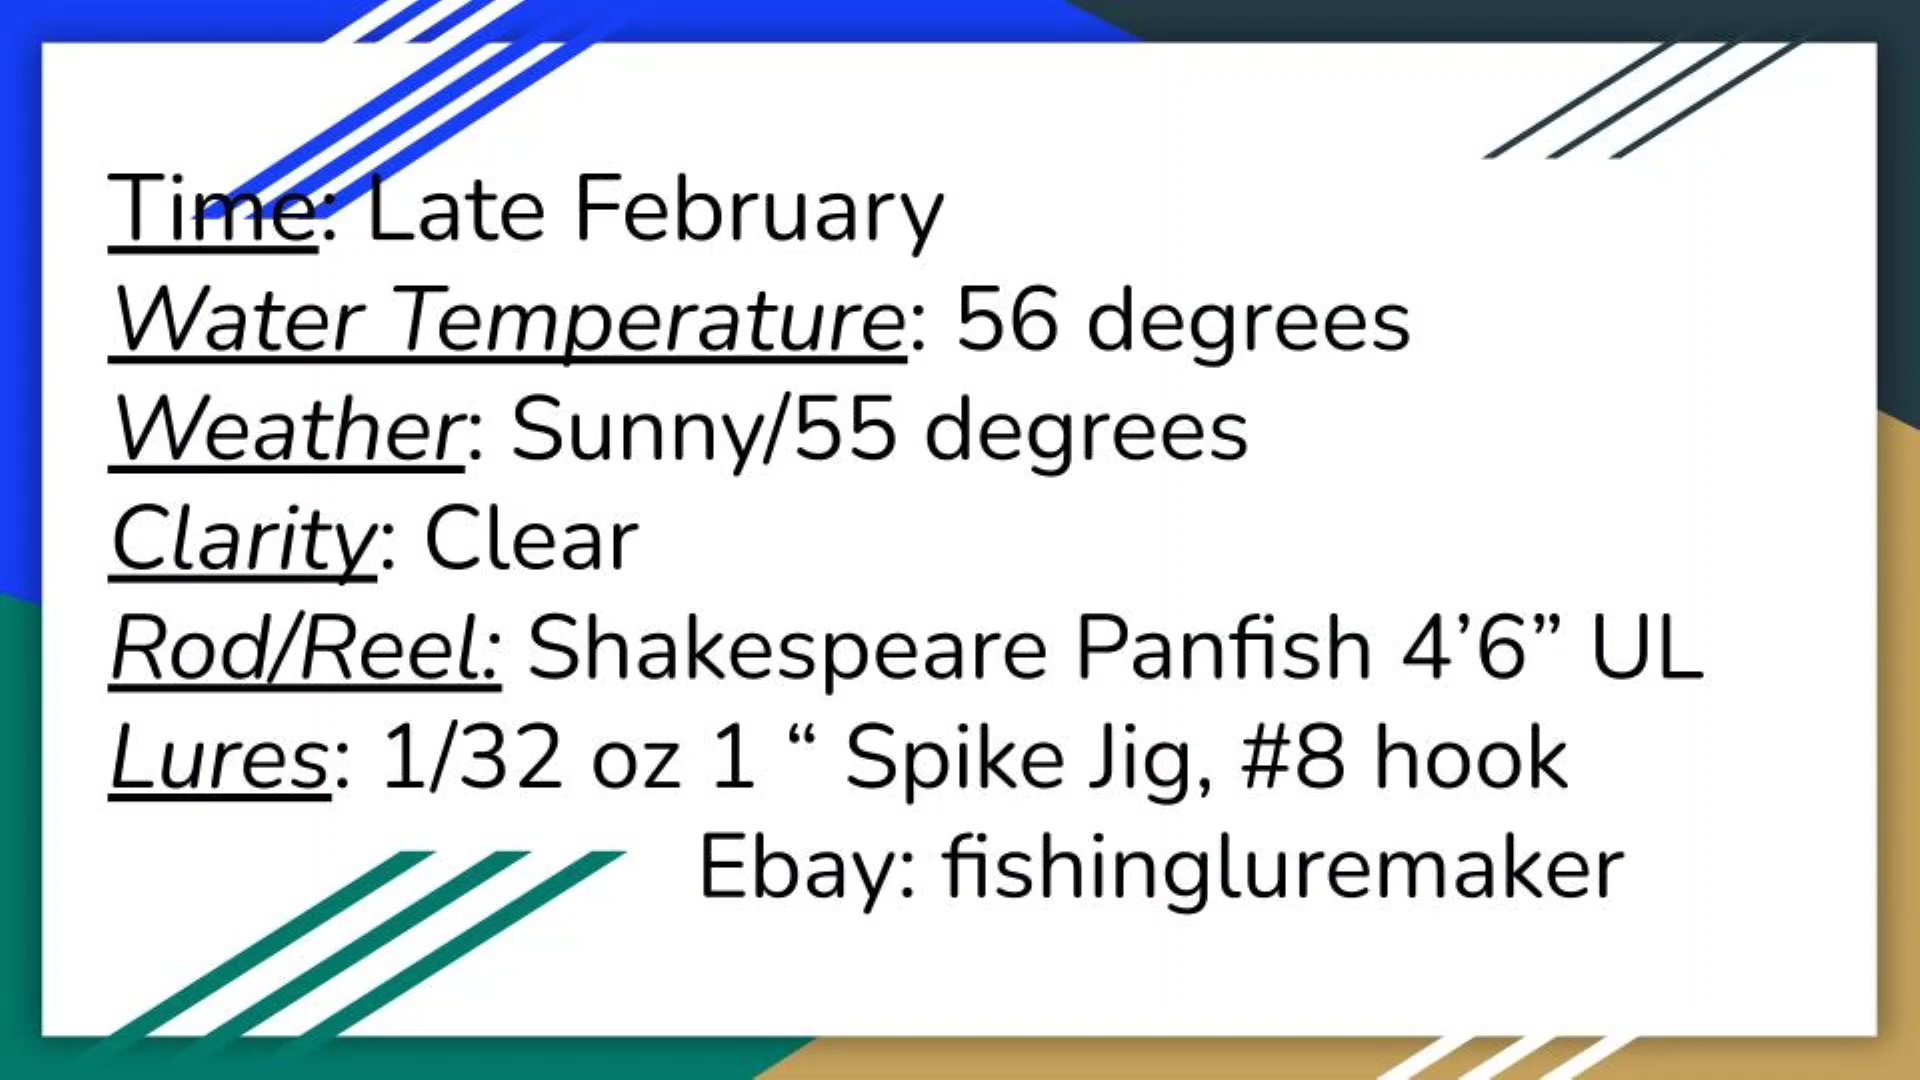 Time: Late February
Water Temperature: 56 degrees
Weather: Sunny/55 degrees
Clarity: Clear
Rod/Reel: Shakespeare Panfish 4’6” UL
Lures: 1/32 oz 1 “ Spike Jig, #8 hook
Ebay: fishingluremaker